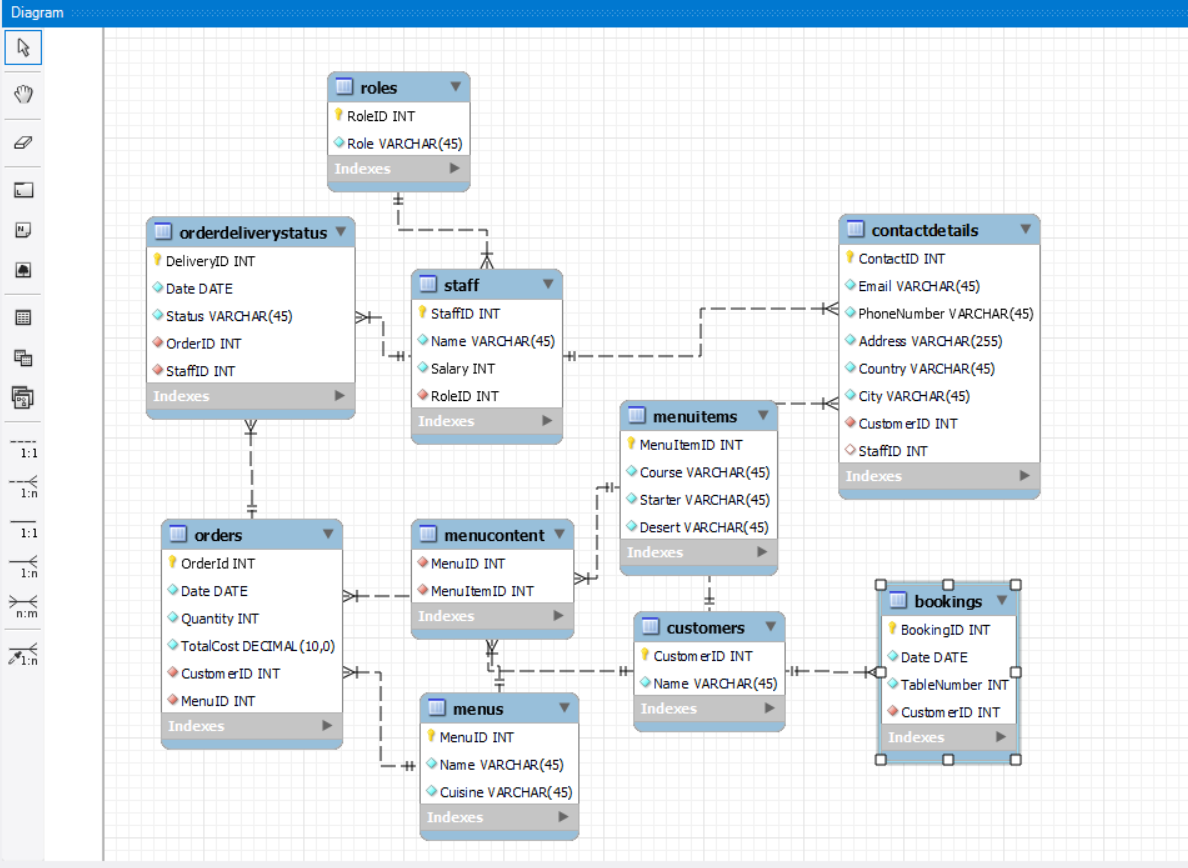 Diagram
roles
RoleID INT
Role VARCHAR(45)
Indexes
orderdeliverystatus
DeliveryID INT
Date DATE
Status VARCHAR(45)
OrderID INT
StaffID INT
Indexes
staff
StaffID INT
Name VARCHAR(45)
Salary INT
RoleID INT
Indexes
contactdetails
ContactID INT
Email VARCHAR(45)
PhoneNumber VARCHAR(45)
Address VARCHAR(255)
Country VARCHAR(45)
City VARCHAR(45)
CustomerID INT
StaffID INT
Indexes
menuitems
MenuItemID INT
Course VARCHAR(45)
Starter VARCHAR(45)
Desert VARCHAR(45)
Indexes
orders
OrderId INT
Date DATE
Quantity INT
TotalCost DECIMAL(10,0)
CustomerID INT
MenuID INT
Indexes
menucontent
MenuID INT
MenuItemID INT
Indexes
customers
CustomerID INT
Name VARCHAR(45)
Indexes
bookings
BookingID INT
Date DATE
TableNumber INT
CustomerID INT
Indexes
menus
MenuID INT
Name VARCHAR(45)
Cuisine VARCHAR(45)
Indexes
1:1
1:n
1:1
1:n
n:m
1:n